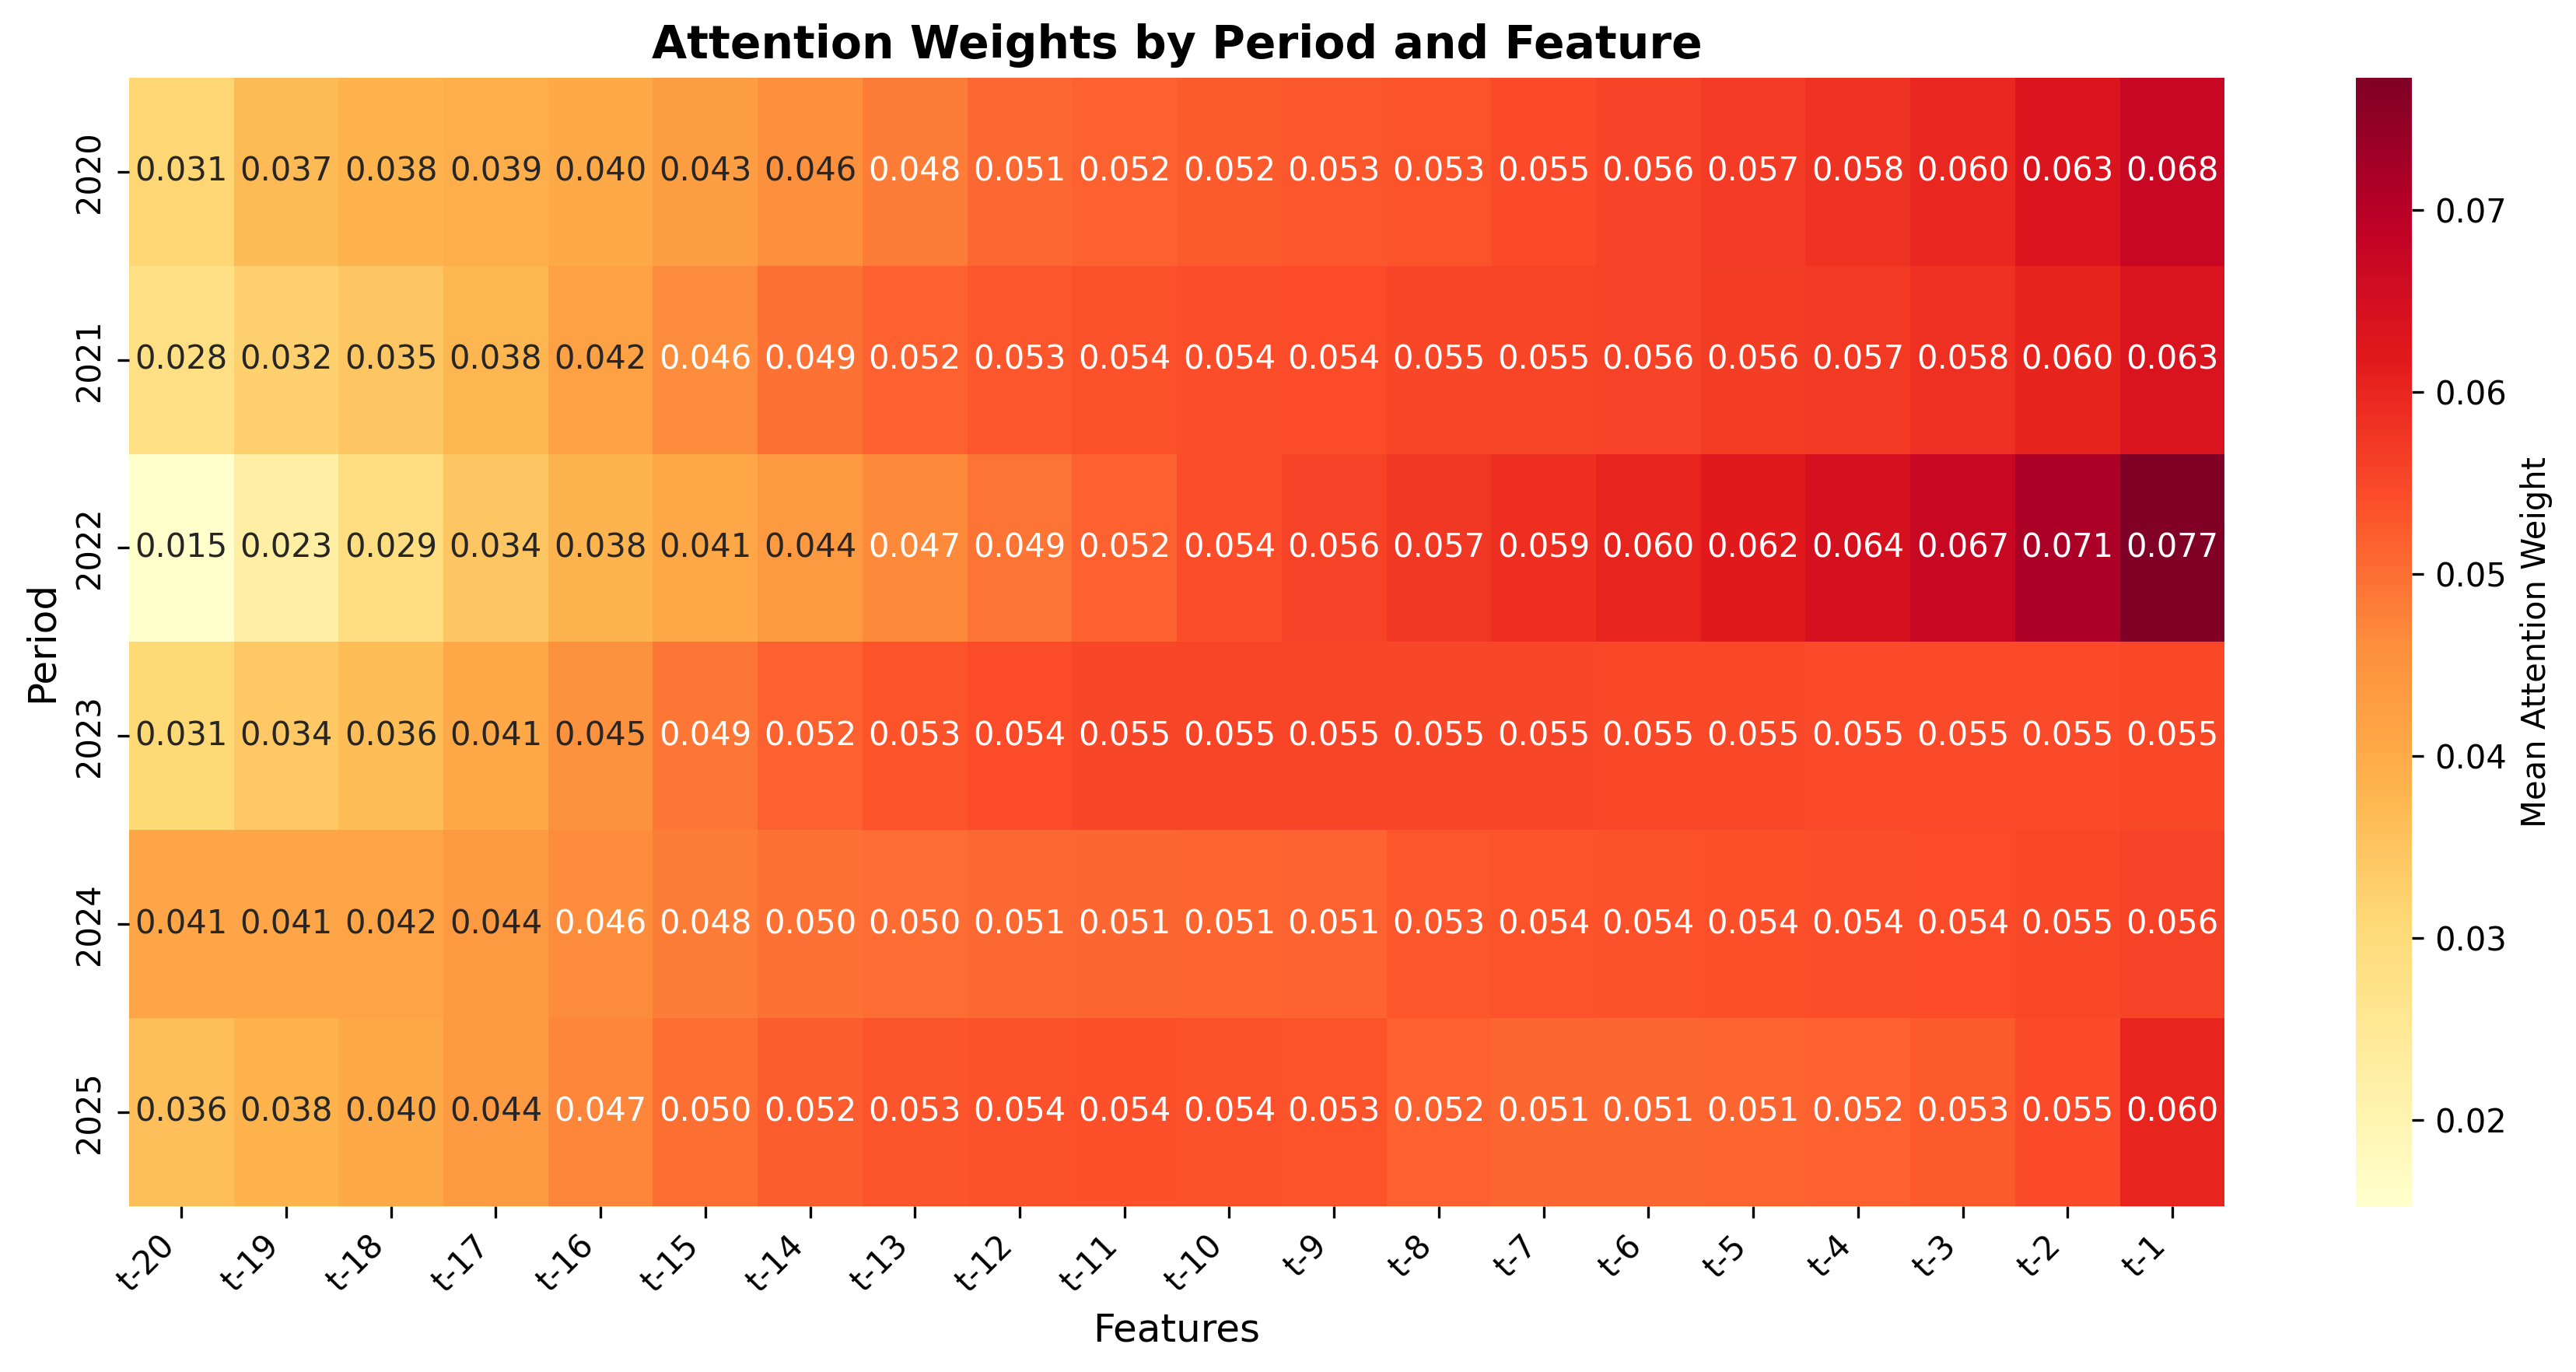 Attention Weights by Period and Feature
2020 0.031 0.037 0.038 0.039 0.040 0.043 0.046 0.048 0.051 0.052 0.052 0.053 0.053 0.055 0.056 0.057 0.058 0.060 0.063 0.068
2021 0.028 0.032 0.035 0.038 0.042 0.046 0.049 0.052 0.053 0.054 0.054 0.054 0.055 0.055 0.056 0.056 0.057 0.058 0.060 0.063
2022 0.015 0.023 0.029 0.034 0.038 0.041 0.044 0.047 0.049 0.052 0.054 0.056 0.057 0.059 0.060 0.062 0.064 0.067 0.071 0.077
2023 0.031 0.034 0.036 0.041 0.045 0.049 0.052 0.053 0.054 0.055 0.055 0.055 0.055 0.055 0.055 0.055 0.055 0.055 0.055 0.055
2024 0.041 0.041 0.042 0.044 0.046 0.048 0.050 0.050 0.051 0.051 0.051 0.051 0.053 0.054 0.054 0.054 0.054 0.054 0.055 0.056
2025 0.036 0.038 0.040 0.044 0.047 0.050 0.052 0.053 0.054 0.054 0.054 0.053 0.052 0.051 0.051 0.051 0.052 0.053 0.055 0.060
Period
t-20 t-19 t-18 t-17 t-16 t-15 t-14 t-13 t-12 t-11 t-10 t-9 t-8 t-7 t-6 t-5 t-4 t-3 t-2 t-1
Features
0.07
0.06
0.05
0.04
0.03
0.02
Mean Attention Weight